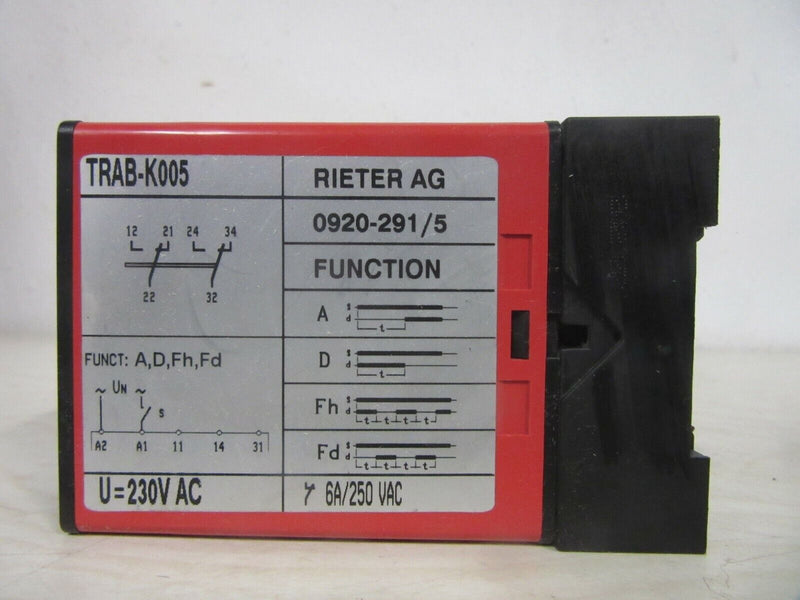 TRAB-K005
RIETER AG
0920-291/5
FUNCTION
12 21 24 34
22 32
A s d t
D s d t
FUNCT: A,D,Fh,Fd
~ UN ~
s
A2 A1 11 14 31
Fh s d t t t t
Fd s d t t t t
U=230V AC
6A/250 VAC